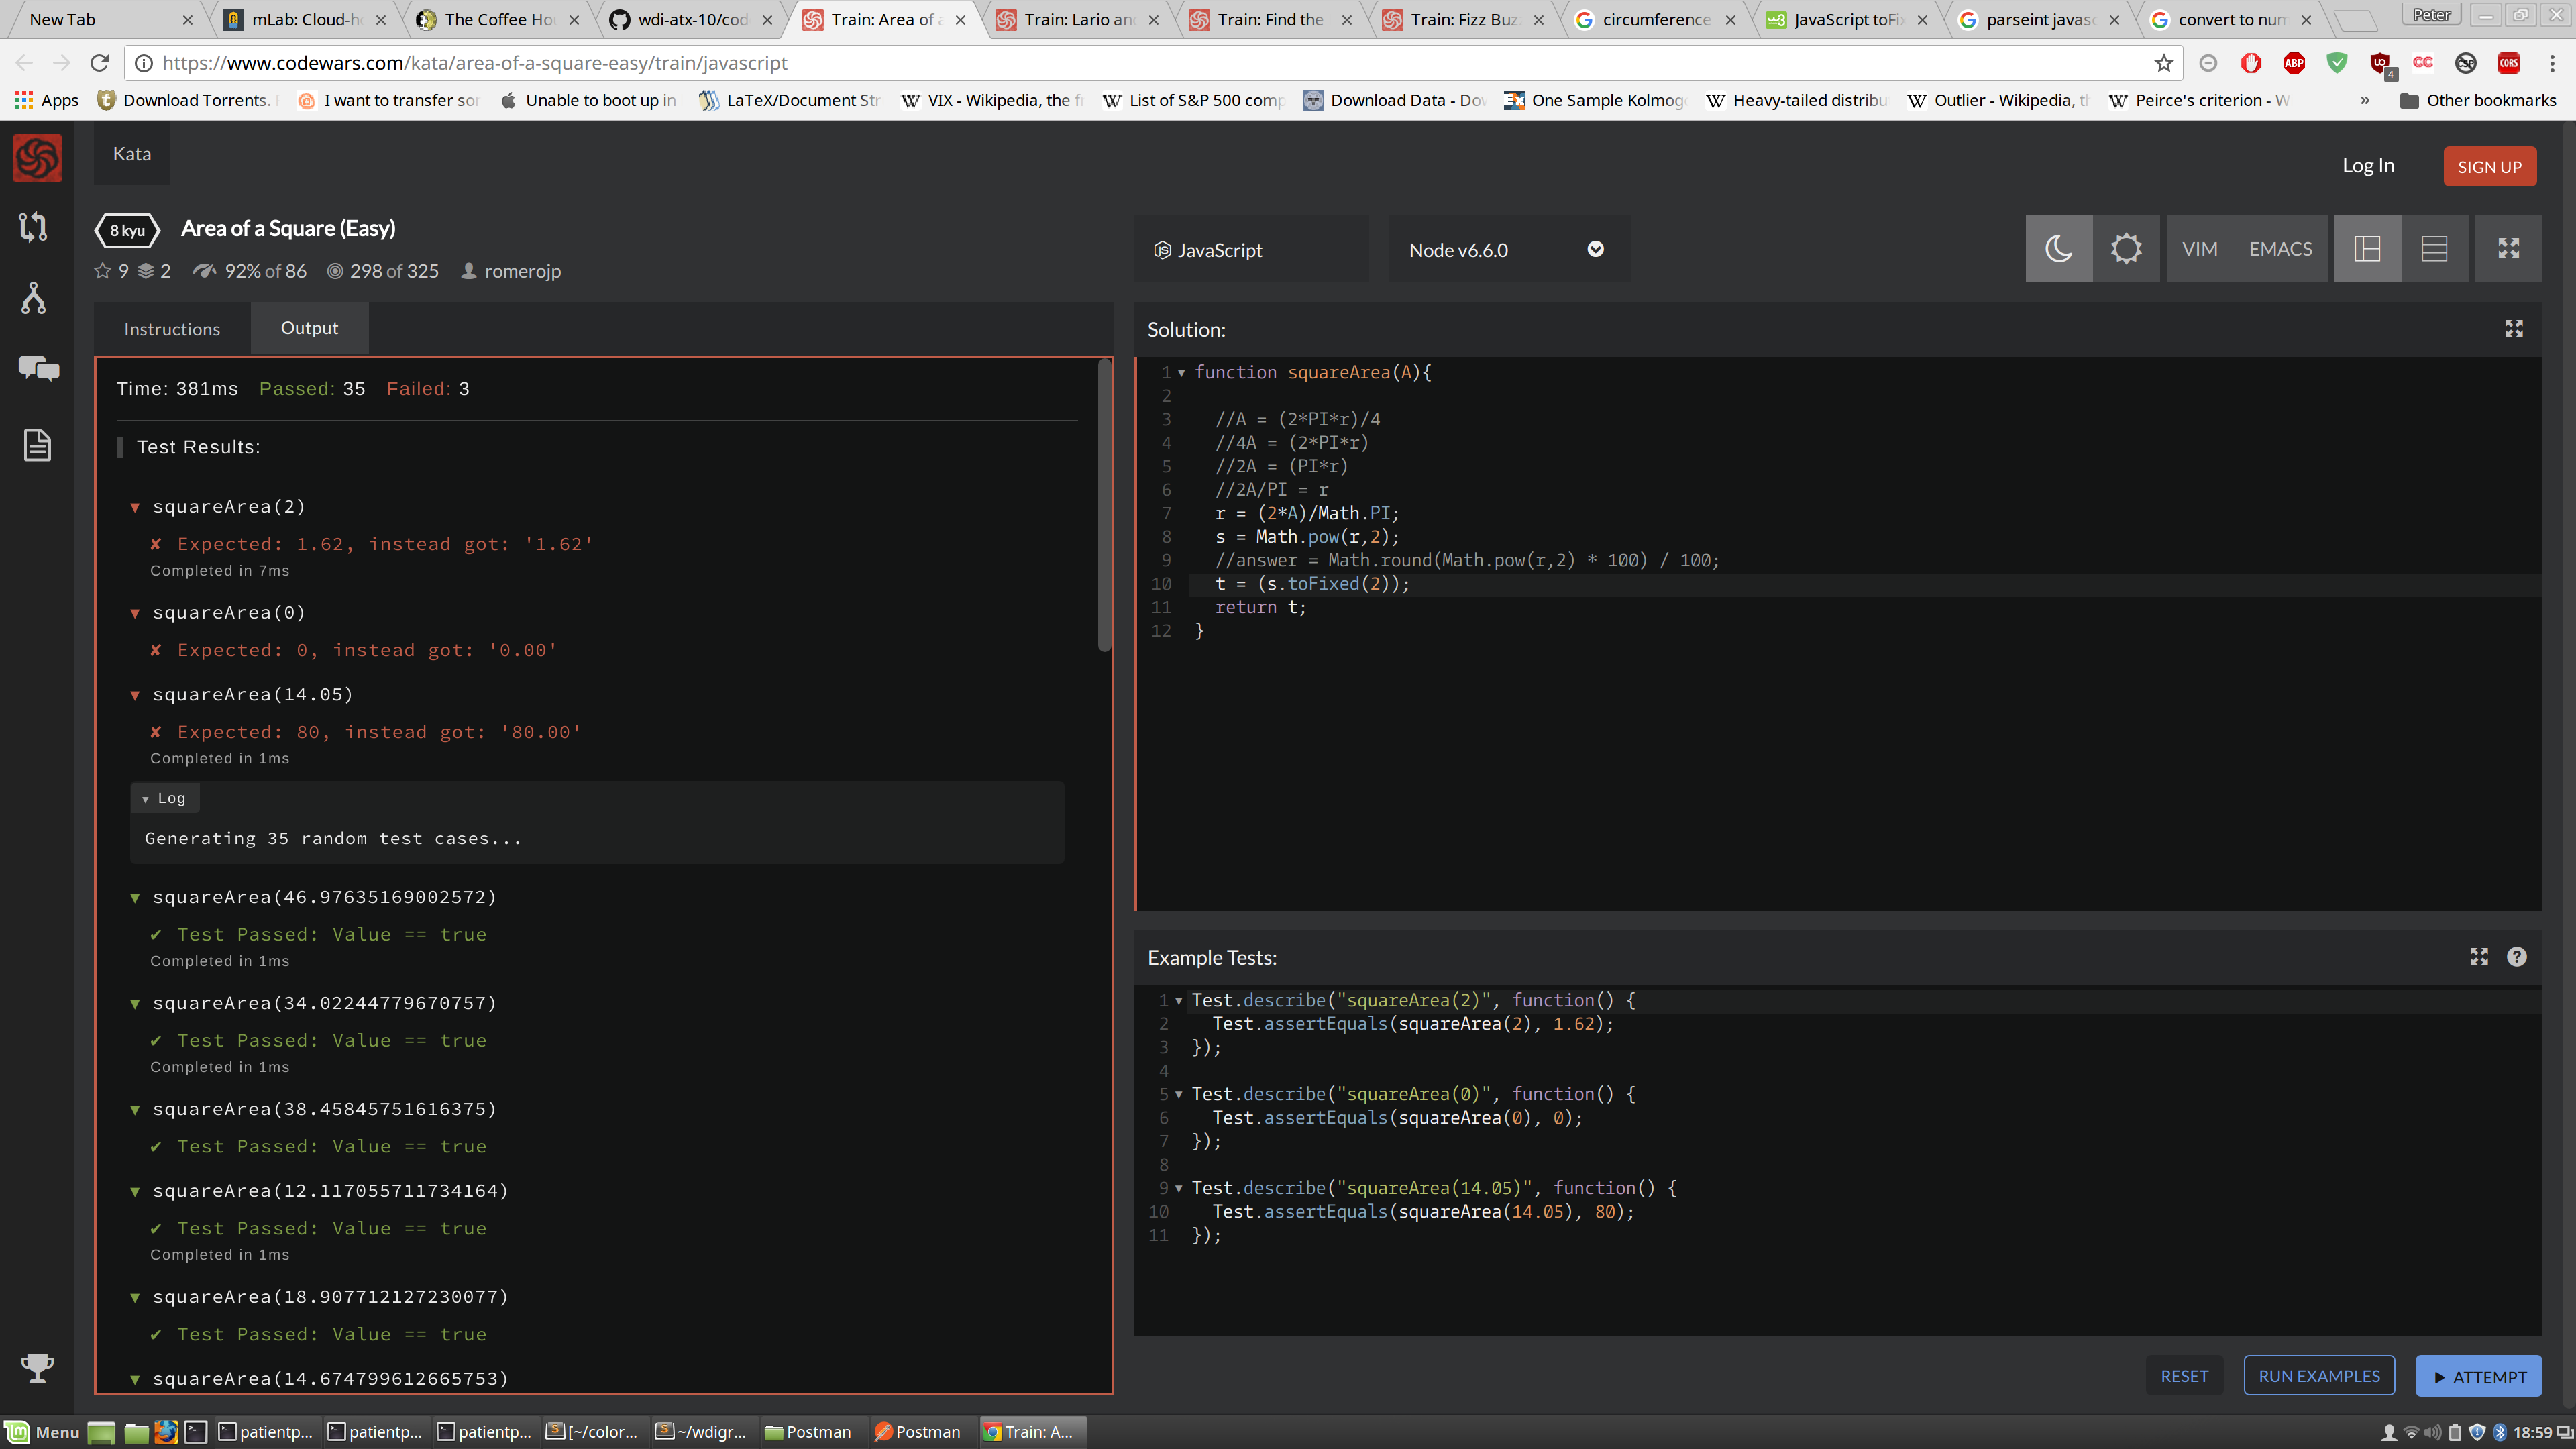 New Tab
mLab: Cloud-h
The Coffee Ho
wdi-atx-10/cod
Train: Area of a
Train: Lario an
Train: Find the
Train: Fizz Buz
circumference
JavaScript toFi
parseint javasc
convert to num
Peter
https://www.codewars.com/kata/area-of-a-square-easy/train/javascript
ABP
4
CC
CORS
Apps
Download Torrents.
I want to transfer so
Unable to boot up in
LaTeX/Document St
VIX - Wikipedia, the f
List of S&P 500 comp
Download Data - Do
One Sample Kolmog
Heavy-tailed distribu
Outlier - Wikipedia, t
Peirce's criterion - W
»
Other bookmarks
Kata
Log In
SIGN UP
8 kyu
Area of a Square (Easy)
9
2
92% of 86
298 of 325
romerojp
JavaScript
Node v6.6.0
VIM
EMACS
Instructions
Output
Time: 381ms Passed: 35 Failed: 3
Test Results:
squareArea(2)
✘ Expected: 1.62, instead got: '1.62'
Completed in 7ms
squareArea(0)
✘ Expected: 0, instead got: '0.00'
squareArea(14.05)
✘ Expected: 80, instead got: '80.00'
Completed in 1ms
Log
Generating 35 random test cases...
squareArea(46.97635169002572)
✔ Test Passed: Value == true
Completed in 1ms
squareArea(34.02244779670757)
✔ Test Passed: Value == true
Completed in 1ms
squareArea(38.45845751616375)
✔ Test Passed: Value == true
squareArea(12.117055711734164)
✔ Test Passed: Value == true
Completed in 1ms
squareArea(18.907712127230077)
✔ Test Passed: Value == true
squareArea(14.674799612665753)
Solution:
1 function squareArea(A){
2
3 //A = (2*PI*r)/4
4 //4A = (2*PI*r)
5 //2A = (PI*r)
6 //2A/PI = r
7 r = (2*A)/Math.PI;
8 s = Math.pow(r,2);
9 //answer = Math.round(Math.pow(r,2) * 100) / 100;
10 t = (s.toFixed(2));
11 return t;
12 }
Example Tests:
1 Test.describe("squareArea(2)", function() {
2 Test.assertEquals(squareArea(2), 1.62);
3 });
4
5 Test.describe("squareArea(0)", function() {
6 Test.assertEquals(squareArea(0), 0);
7 });
8
9 Test.describe("squareArea(14.05)", function() {
10 Test.assertEquals(squareArea(14.05), 80);
11 });
RESET
RUN EXAMPLES
ATTEMPT
Menu
patientp...
patientp...
patientp...
[~/color...
~/wdigr...
Postman
Postman
Train: A...
18:59